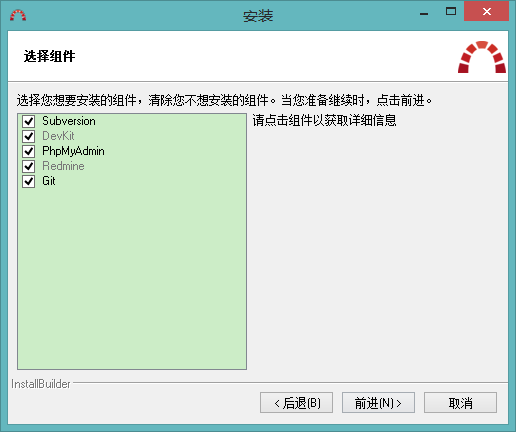 安装
选择组件
选择您想要安装的组件，清除您不想安装的组件。当您准备继续时，点击前进。
Subversion
请点击组件以获取详细信息
DevKit
PhpMyAdmin
Redmine
Git
InstallBuilder
< 后退(B)
前进(N) >
取消